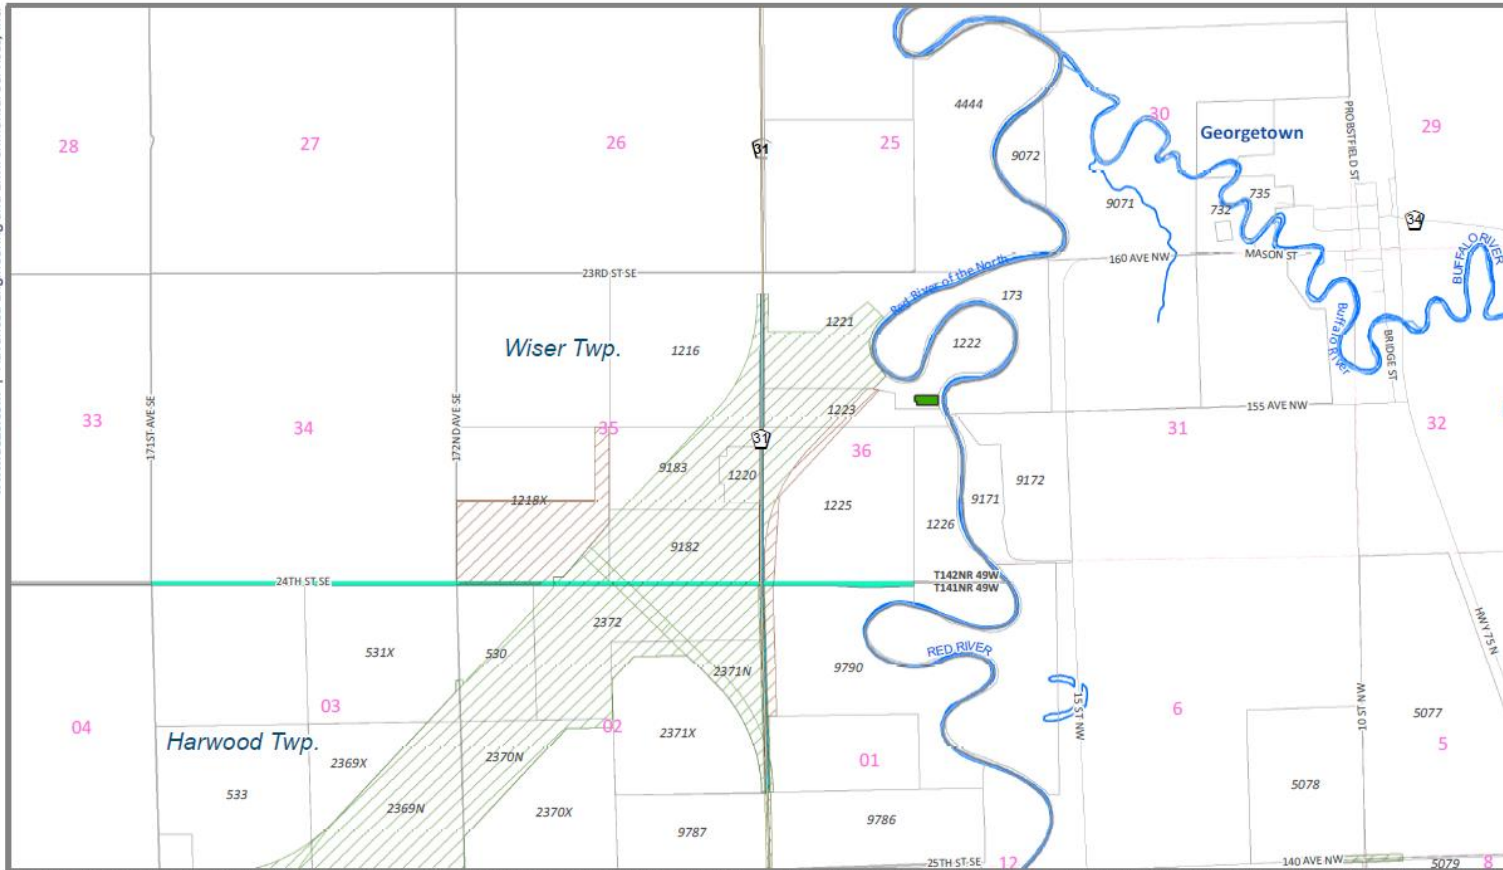 4444
30
29
28
27
26
31
25
Georgetown
PROBSTFIELD ST
9072
735
9071
732
34
MASON ST
BUFFALO RIVER
160 AVE NW
Red River of the North
23RD ST SE
173
1221
Buffalo River
Wiser Twp.
1216
1222
BRIDGE ST
1223
155 AVE NW
33
171ST AVE SE
34
172ND AVE SE
35
31
36
31
32
9183
1220
9172
1218X
1225
9171
1226
9182
T142NR 49W
24TH ST SE
T141NR 49W
2372
HWY 75 N
531X
530
RED RIVER
2371N
9790
04
03
02
15 ST NW
6
10 ST NW
5077
Harwood Twp.
2371X
5
2369X
2370N
01
533
2369N
2370X
5078
9787
9786
25TH ST SE
12
140 AVE NW
5079
8